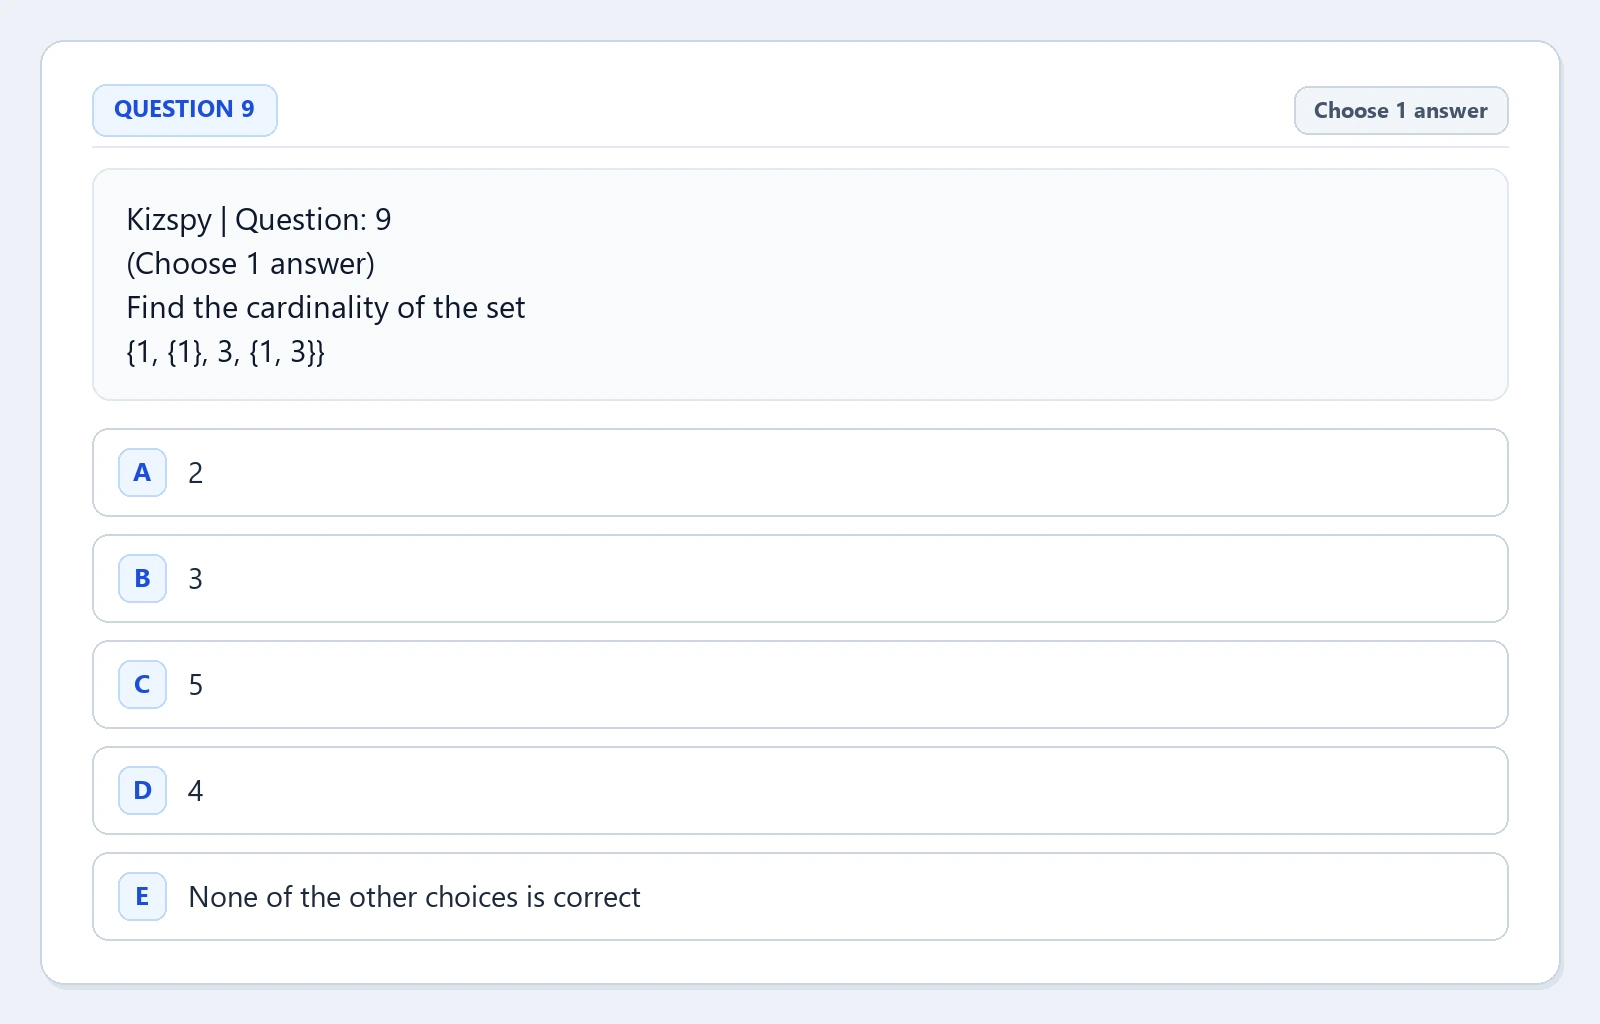 QUESTION 9
Choose 1 answer
Kizspy | Question: 9
(Choose 1 answer)
Find the cardinality of the set
{1, {1}, 3, {1, 3}}
A 2
B 3
C 5
D 4
E None of the other choices is correct